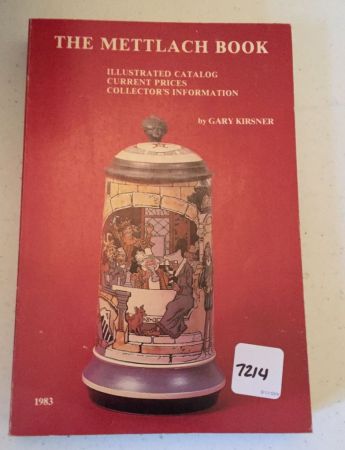 THE METTLACH BOOK
ILLUSTRATED CATALOG
CURRENT PRICES
COLLECTOR'S INFORMATION
by GARY KIRSNER
7214
1983